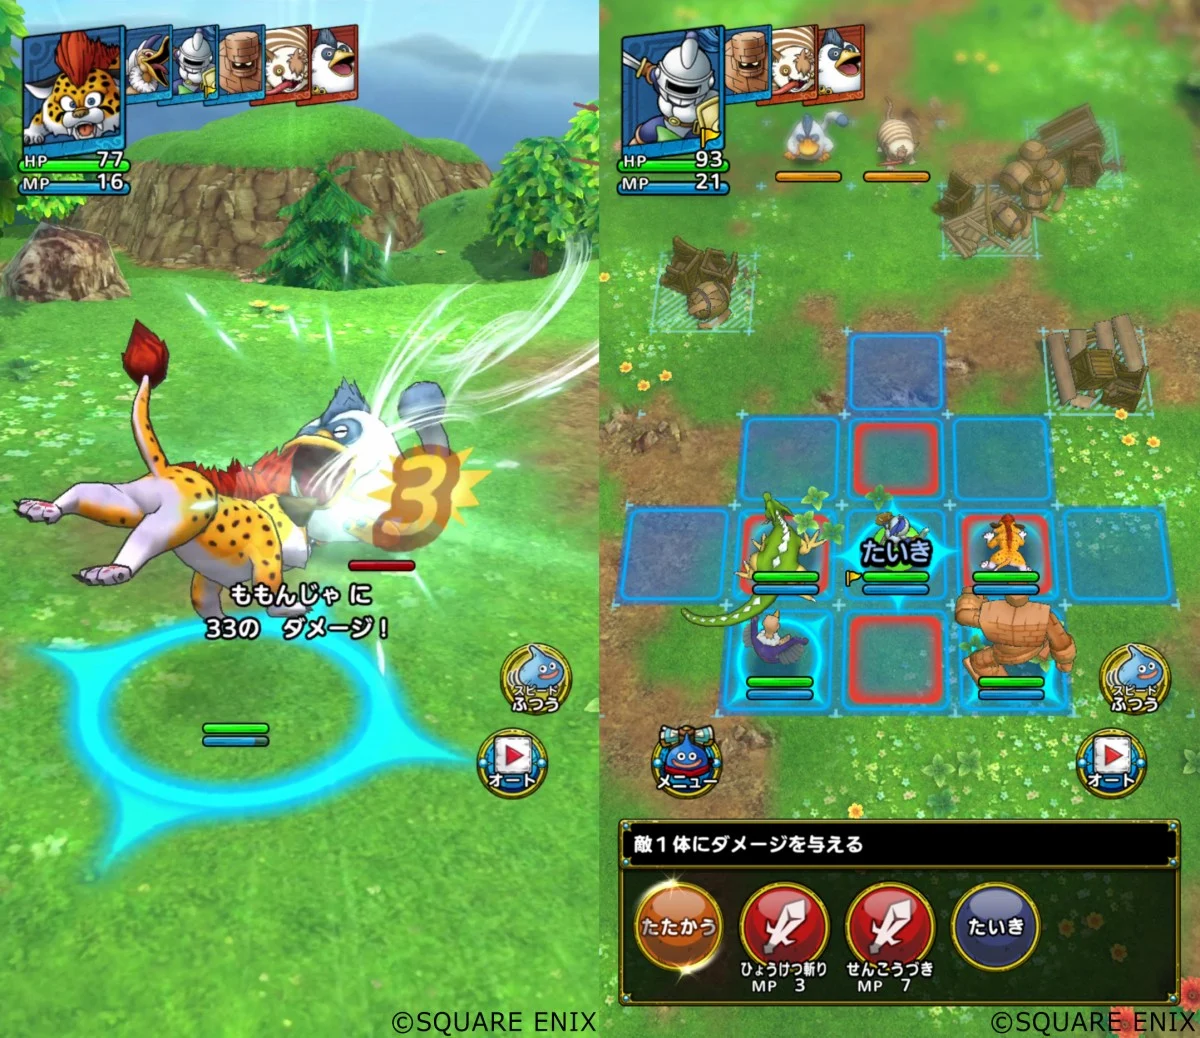 HP 77
MP 16
3
ももんじゃ に
33の ダメージ！
スピード
ふつう
オート
©SQUARE ENIX
HP 93
MP 21
たいき
スピード
ふつう
メニュー
オート
敵1体にダメージを与える
たたかう
ひょうけつ斬り
MP 3
せんこうづき
MP 7
たいき
©SQUARE ENIX